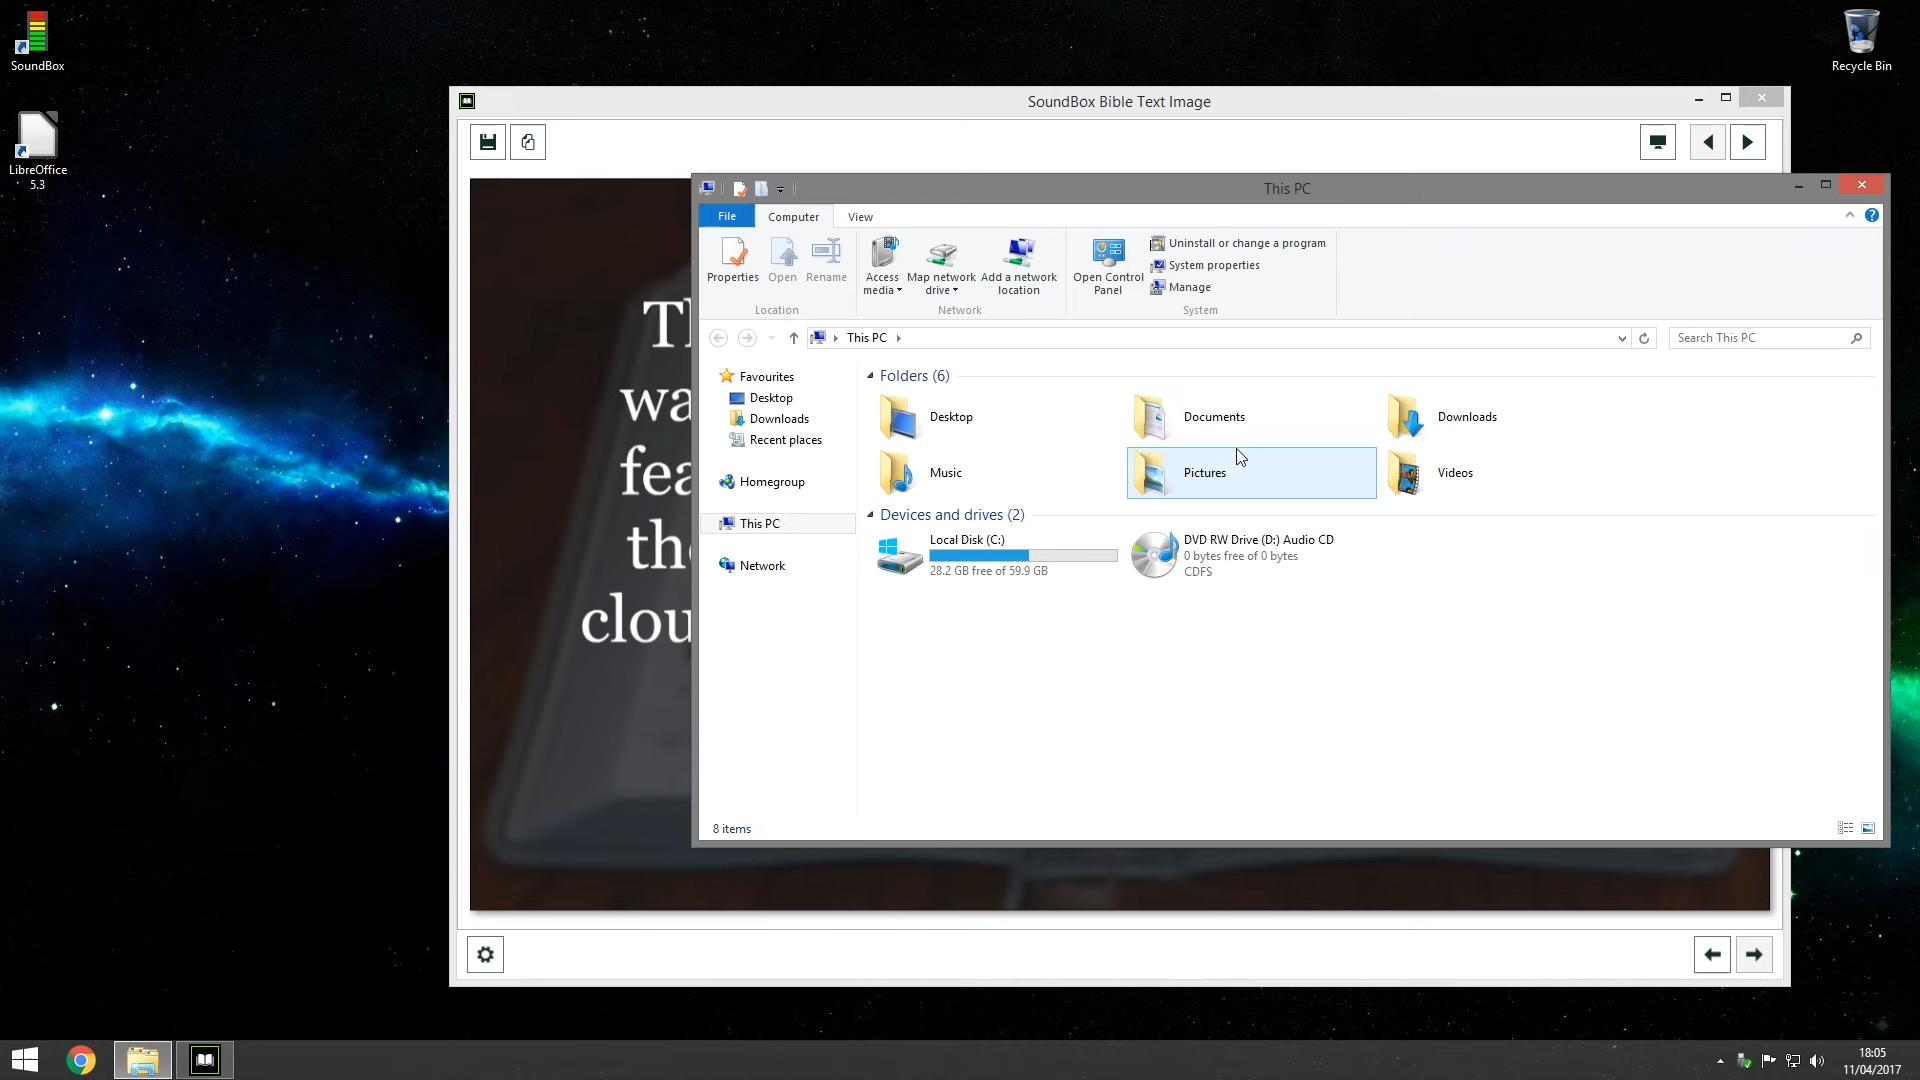 SoundBox
Recycle Bin
LibreOffice
5.3
SoundBox Bible Text Image
This PC
File
Computer
View
Properties
Open
Rename
Access
media
Map network
drive
Add a network
location
Open Control
Panel
Uninstall or change a program
System properties
Manage
Location
Network
System
This PC
Search This PC
Favourites
Desktop
Downloads
Recent places
Homegroup
This PC
Network
Folders (6)
Desktop
Documents
Downloads
Music
Pictures
Videos
Devices and drives (2)
Local Disk (C:)
28.2 GB free of 59.9 GB
DVD RW Drive (D:) Audio CD
0 bytes free of 0 bytes
CDFS
8 items
wa
fea
the
clou
18:05
11/04/2017